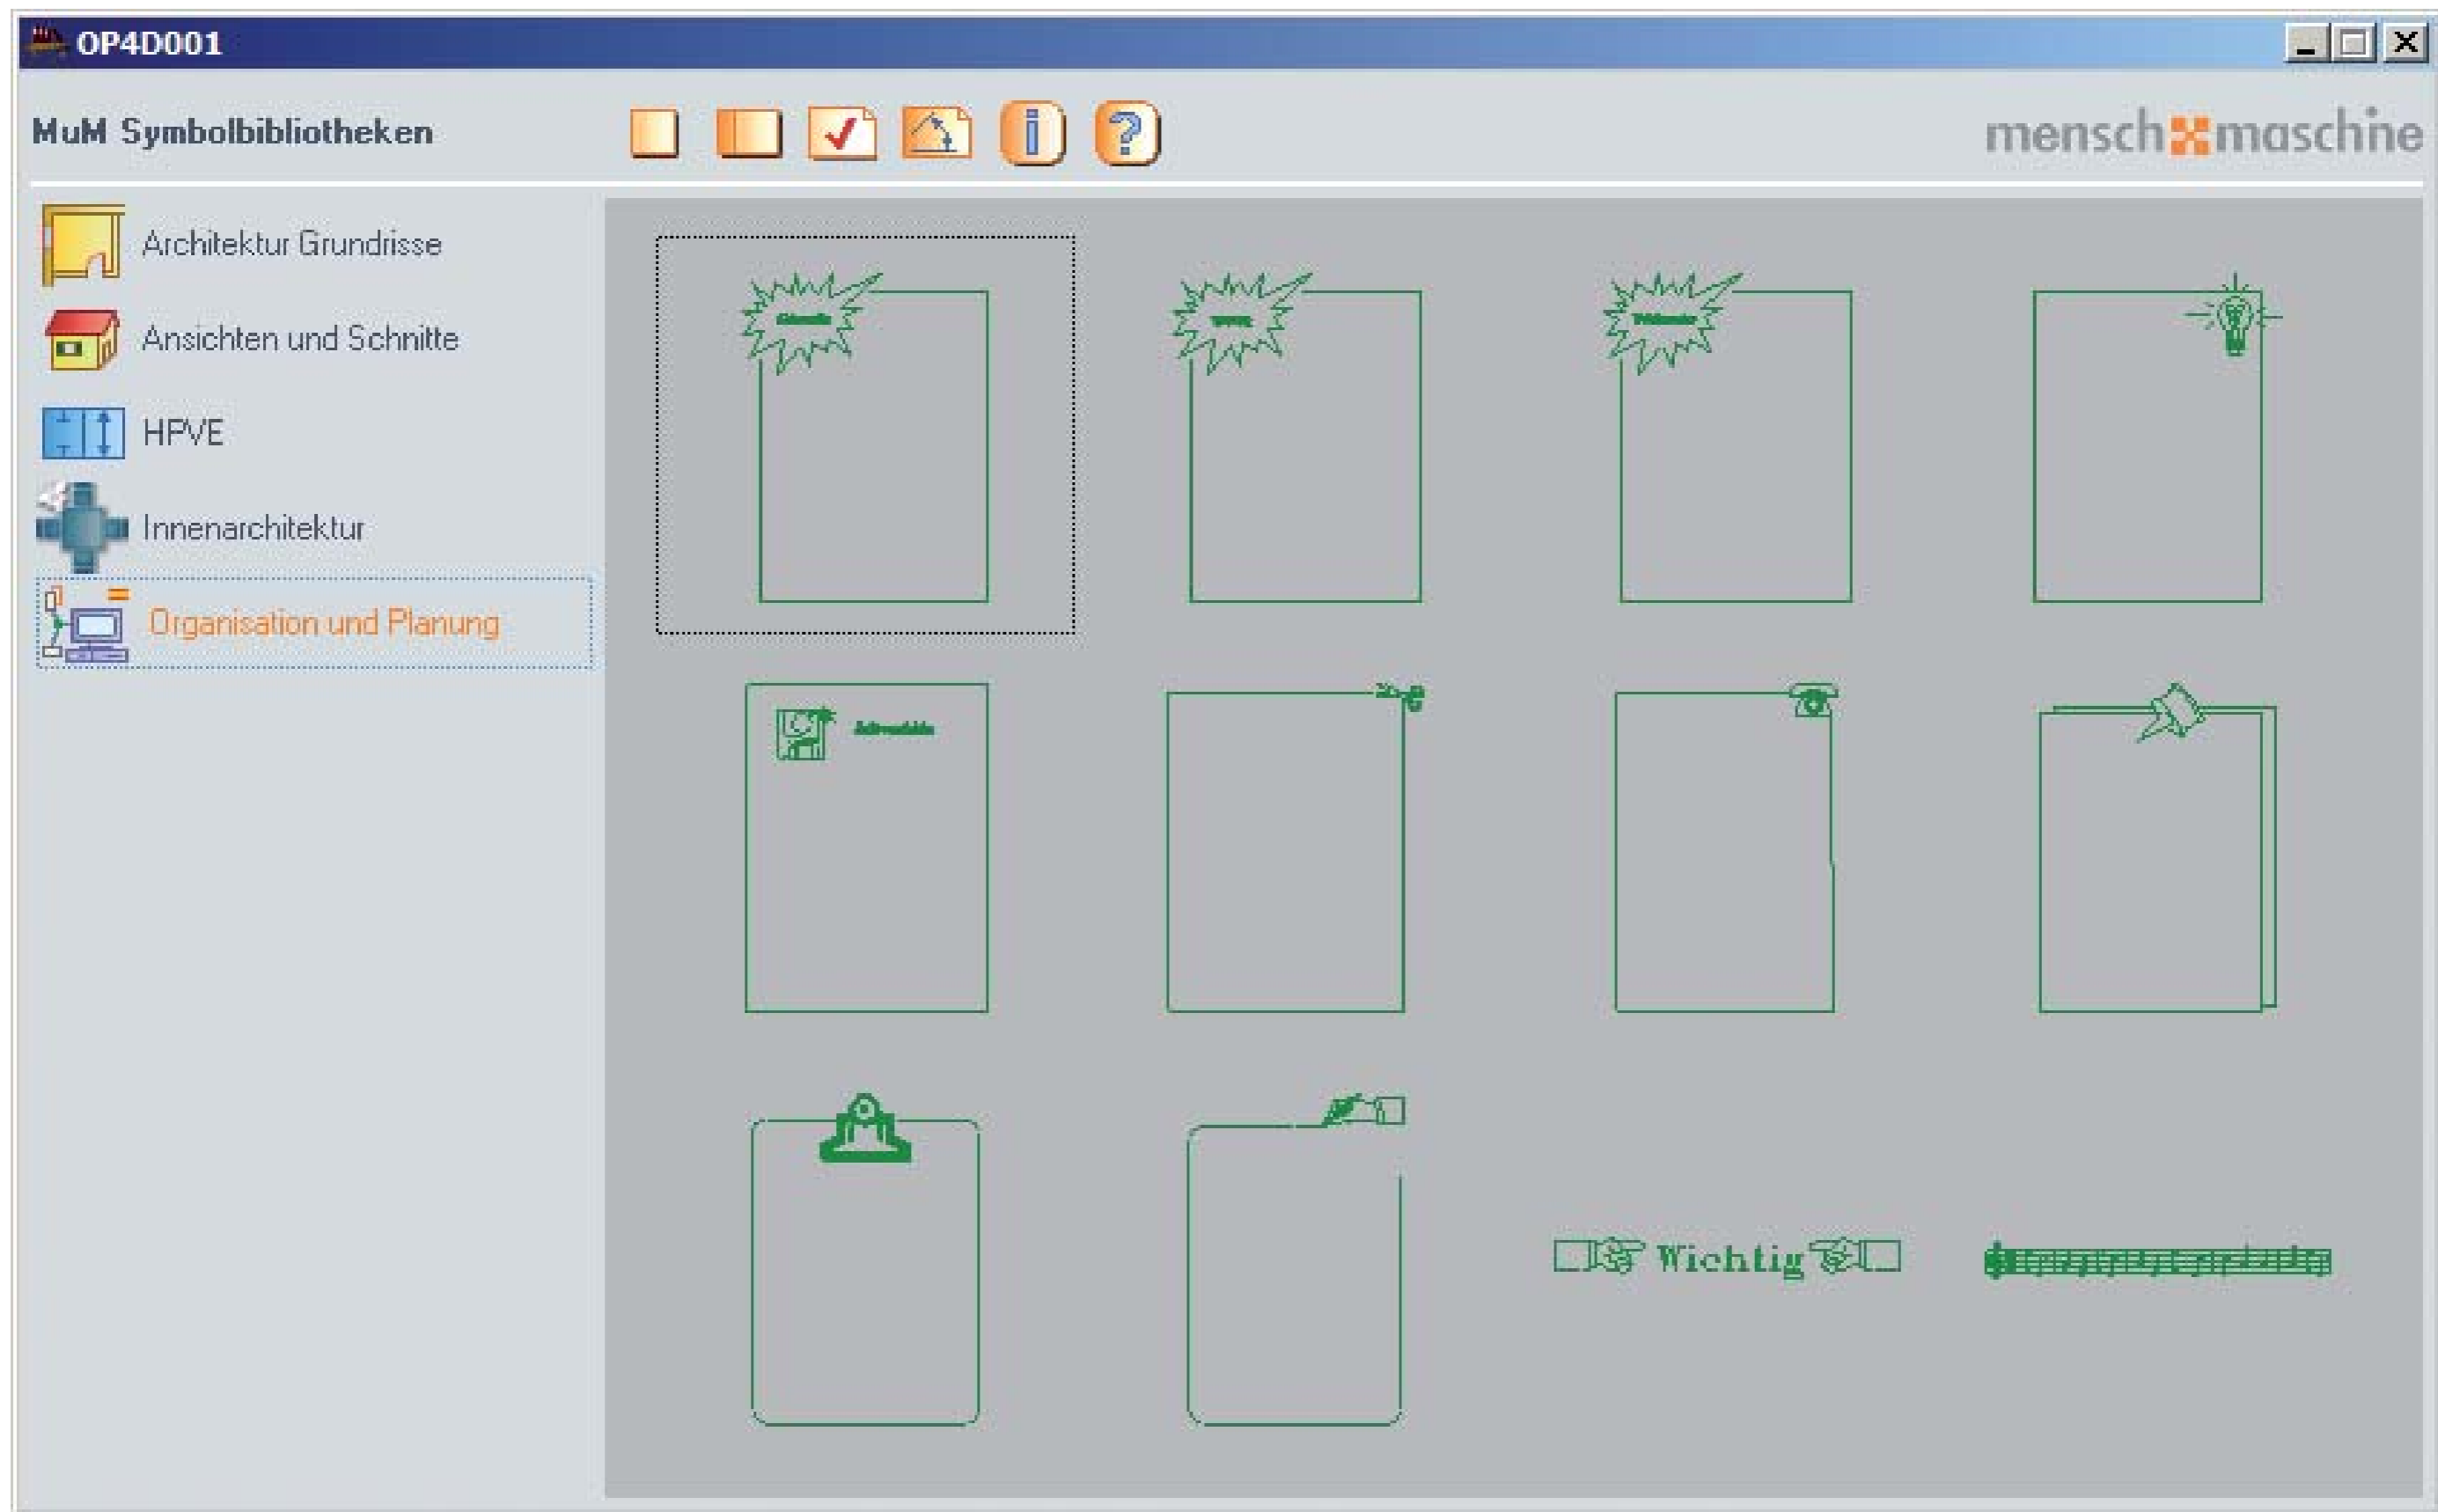 OP4D001
MuM Symbolbibliotheken
i ?
mensch maschine
Architektur Grundrisse
Ansichten und Schnitte
HPVE
Innenarchitektur
Organisation und Planung
Wichtig